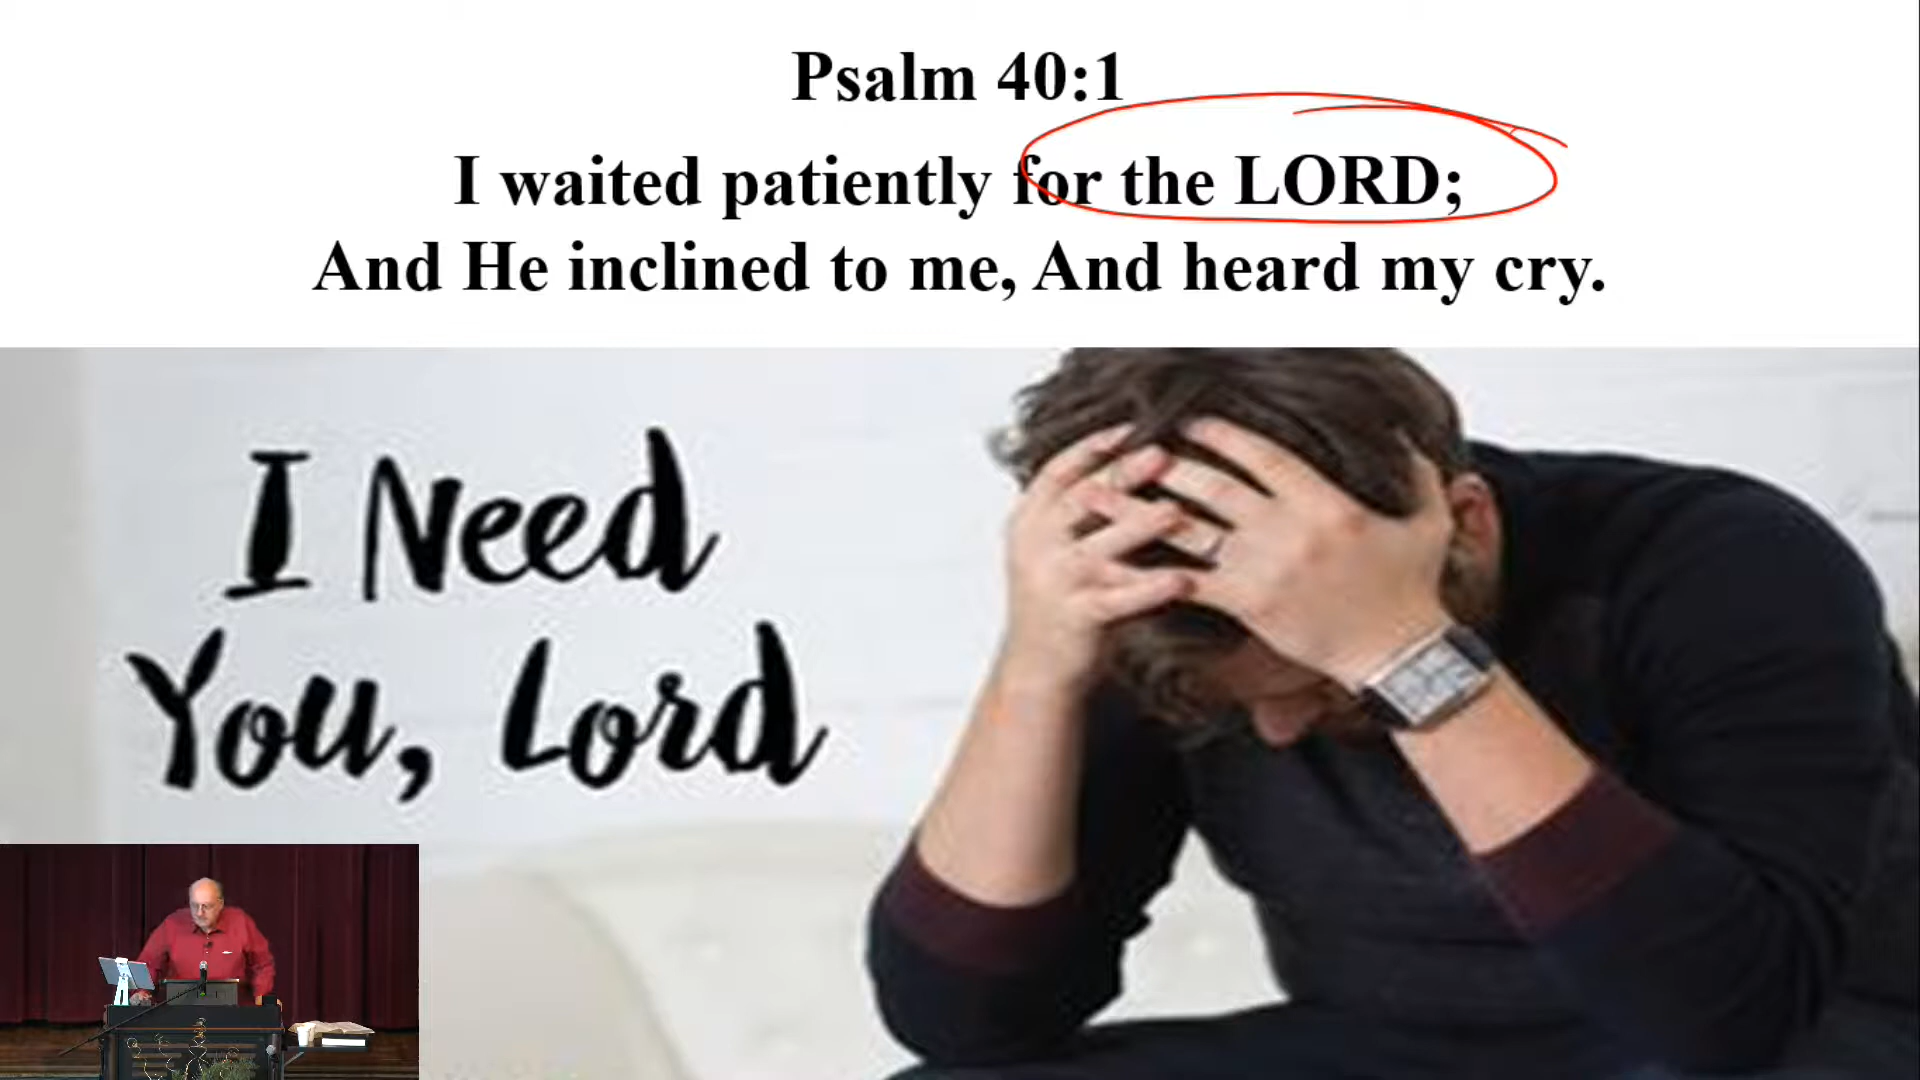 Psalm 40:1
I waited patiently for the LORD;
And He inclined to me, And heard my cry.
I Need
You, Lord